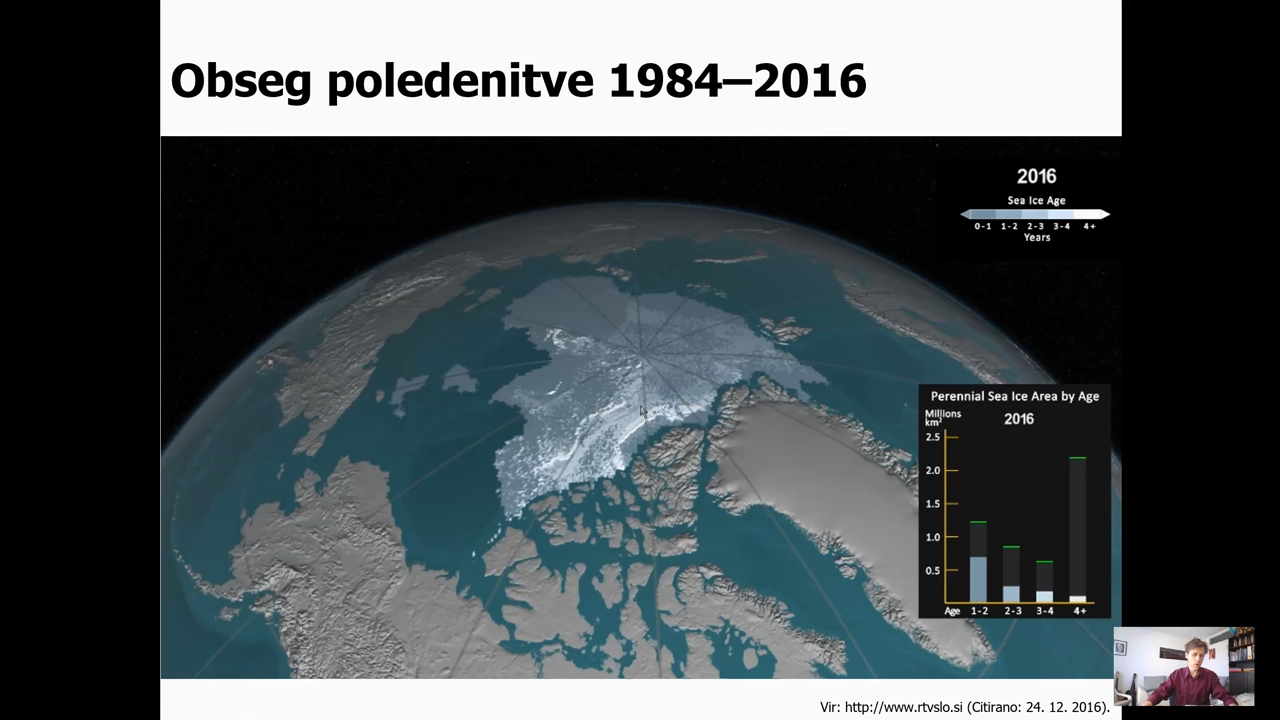 Obseg poledenitve 1984–2016
2016
Sea Ice Age
0-1 1-2 2-3 3-4 4+
Years
Perennial Sea Ice Area by Age
Millions
km²
2016
2.5
2.0
1.5
1.0
0.5
Age 1-2 2-3 3-4 4+
Vir: http://www.rtvslo.si (Citirano: 24. 12. 2016).